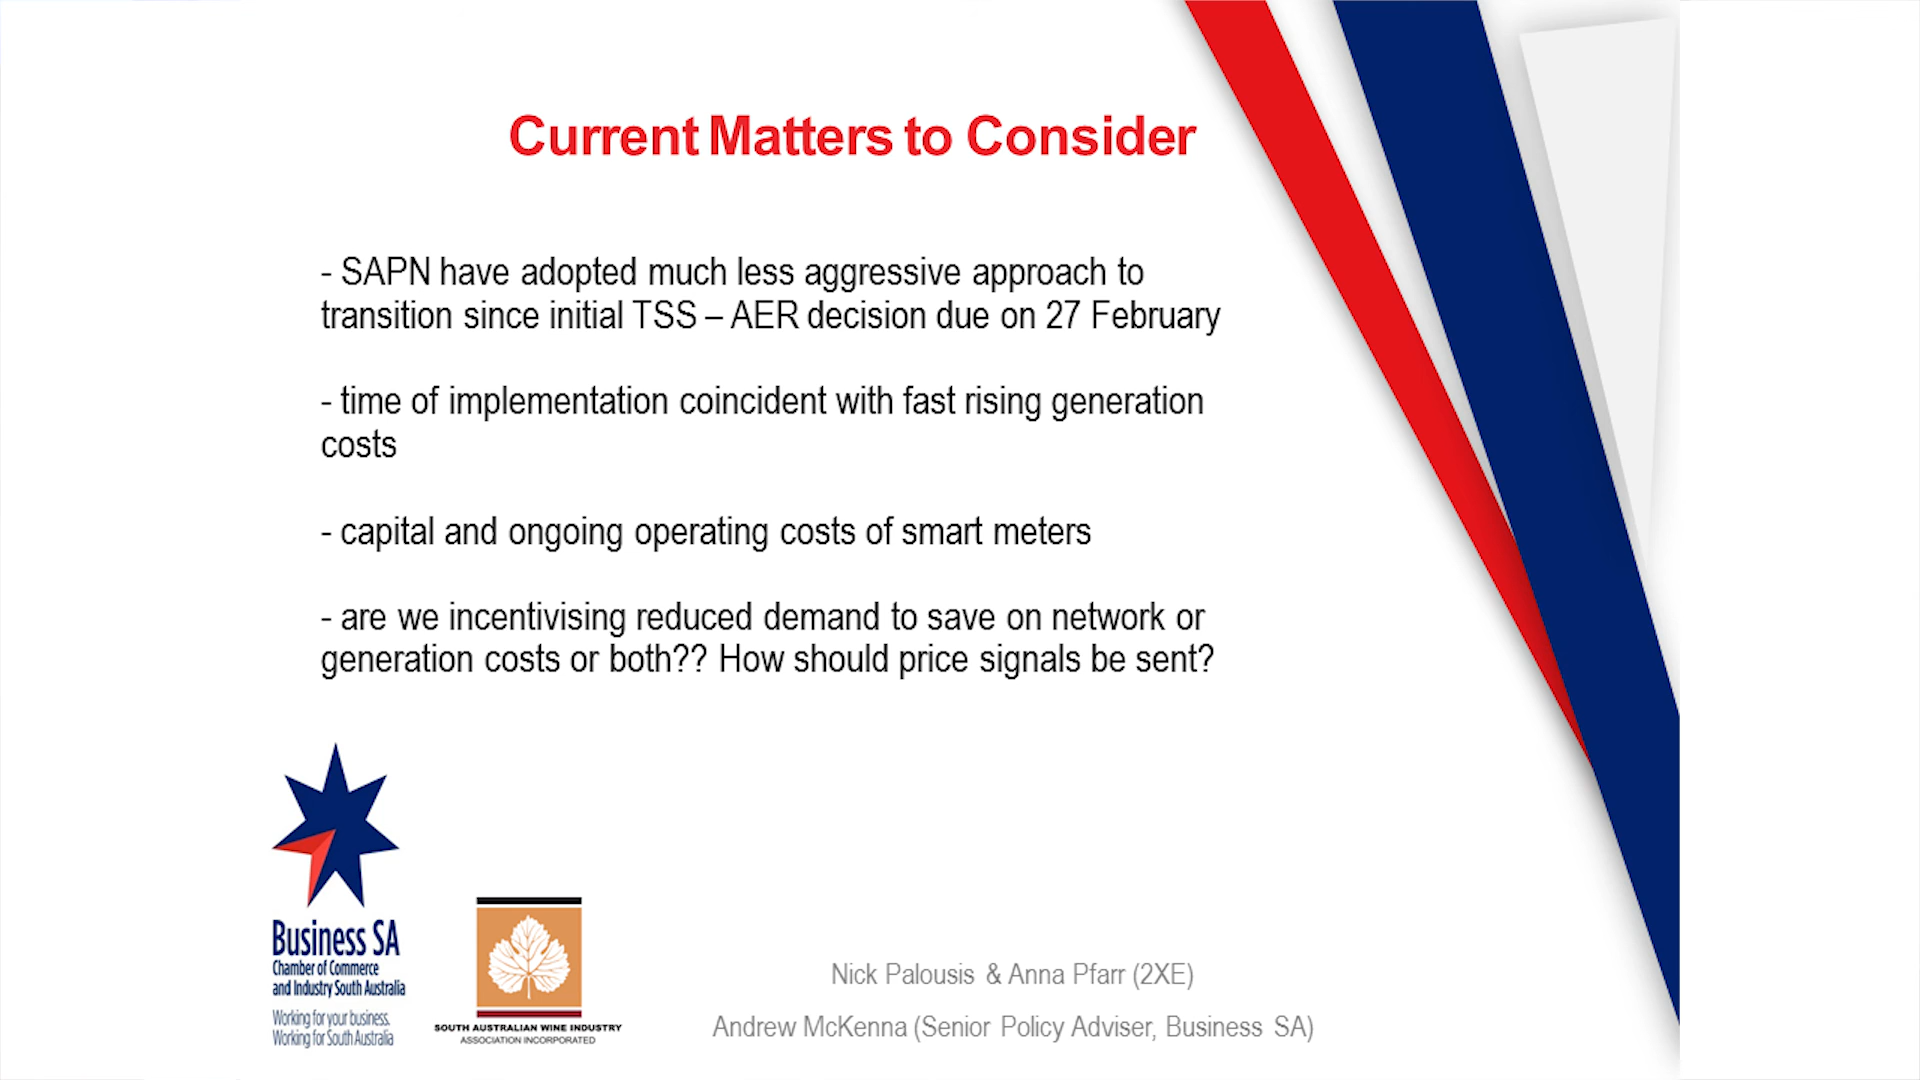 Current Matters to Consider
- SAPN have adopted much less aggressive approach to
transition since initial TSS – AER decision due on 27 February
- time of implementation coincident with fast rising generation
costs
- capital and ongoing operating costs of smart meters
- are we incentivising reduced demand to save on network or
generation costs or both?? How should price signals be sent?
Business SA
Chamber of Commerce
and Industry South Australia
Working for your business.
Working for South Australia
SOUTH AUSTRALIAN WINE INDUSTRY
ASSOCIATION INCORPORATED
Nick Palousis & Anna Pfarr (2XE)
Andrew McKenna (Senior Policy Adviser, Business SA)